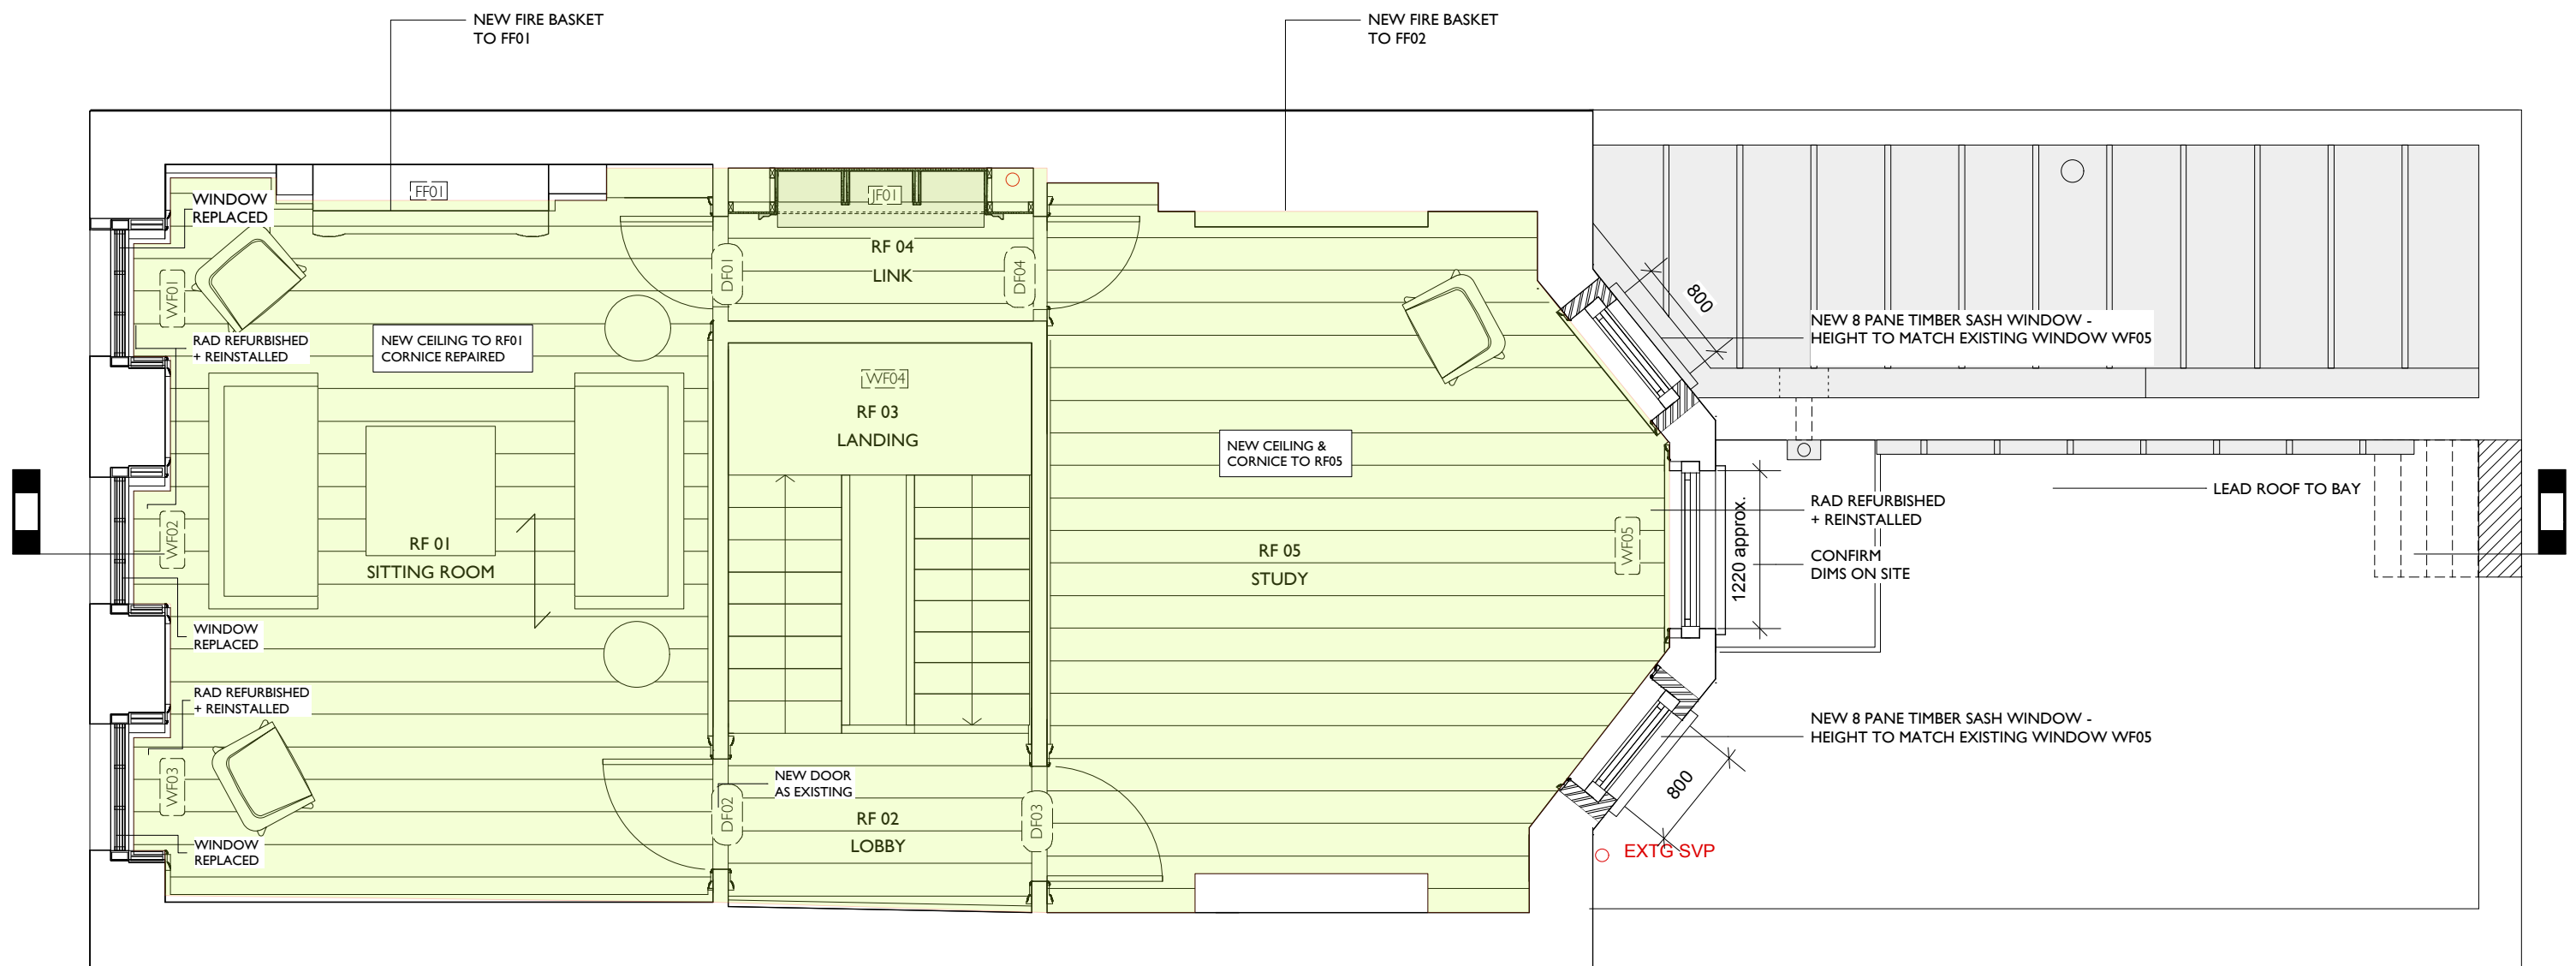 NEW FIRE BASKET
TO FF01
NEW FIRE BASKET
TO FF02
FF01
WINDOW
REPLACED
JF01
RF 04
LINK
DF01
DF04
WF01
RAD REFURBISHED
+ REINSTALLED
NEW CEILING TO RF01
CORNICE REPAIRED
800
NEW 8 PANE TIMBER SASH WINDOW -
HEIGHT TO MATCH EXISTING WINDOW WF05
WF04
RF 03
LANDING
NEW CEILING &
CORNICE TO RF05
WF02
RF 01
SITTING ROOM
RF 05
STUDY
WF05
1220 approx.
RAD REFURBISHED
+ REINSTALLED
LEAD ROOF TO BAY
CONFIRM
DIMS ON SITE
WINDOW
REPLACED
RAD REFURBISHED
+ REINSTALLED
WF03
NEW DOOR
AS EXISTING
DF02
DF03
RF 02
LOBBY
NEW 8 PANE TIMBER SASH WINDOW -
HEIGHT TO MATCH EXISTING WINDOW WF05
800
WINDOW
REPLACED
EXTG SVP